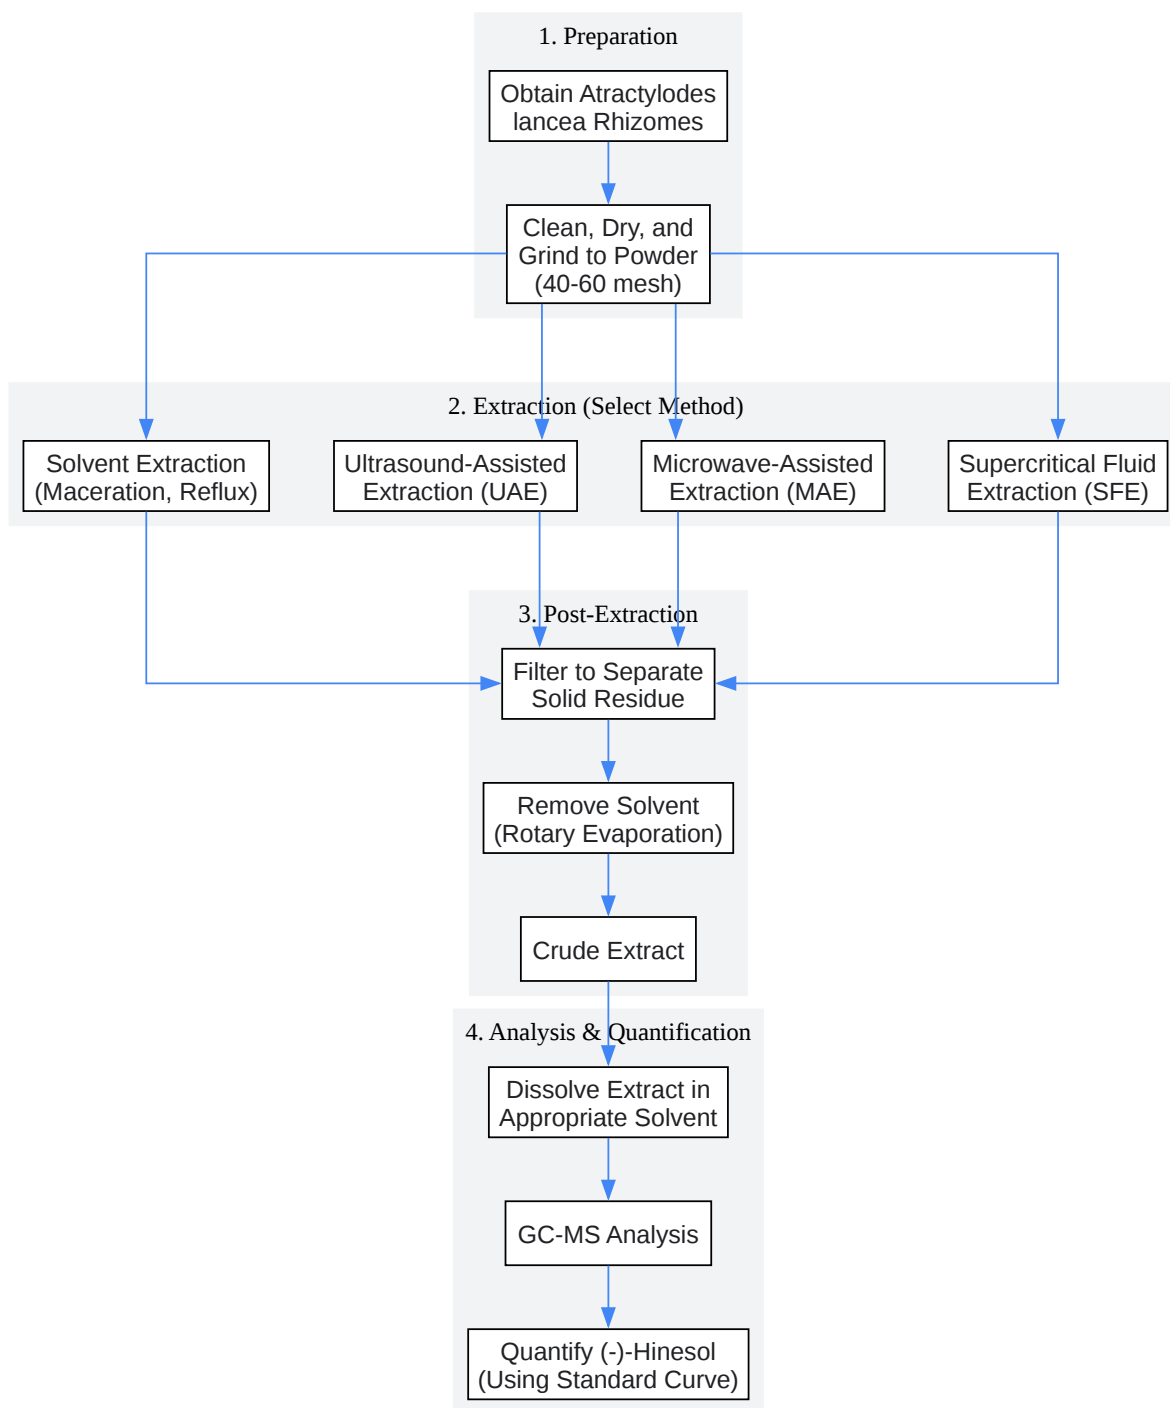 1. Preparation
Obtain Atractylodes
lancea Rhizomes
Clean, Dry, and
Grind to Powder
(40-60 mesh)
2. Extraction (Select Method)
Solvent Extraction
(Maceration, Reflux)
Ultrasound-Assisted
Extraction (UAE)
Microwave-Assisted
Extraction (MAE)
Supercritical Fluid
Extraction (SFE)
3. Post-Extraction
Filter to Separate
Solid Residue
Remove Solvent
(Rotary Evaporation)
Crude Extract
4. Analysis & Quantification
Dissolve Extract in
Appropriate Solvent
GC-MS Analysis
Quantify (-)-Hinesol
(Using Standard Curve)